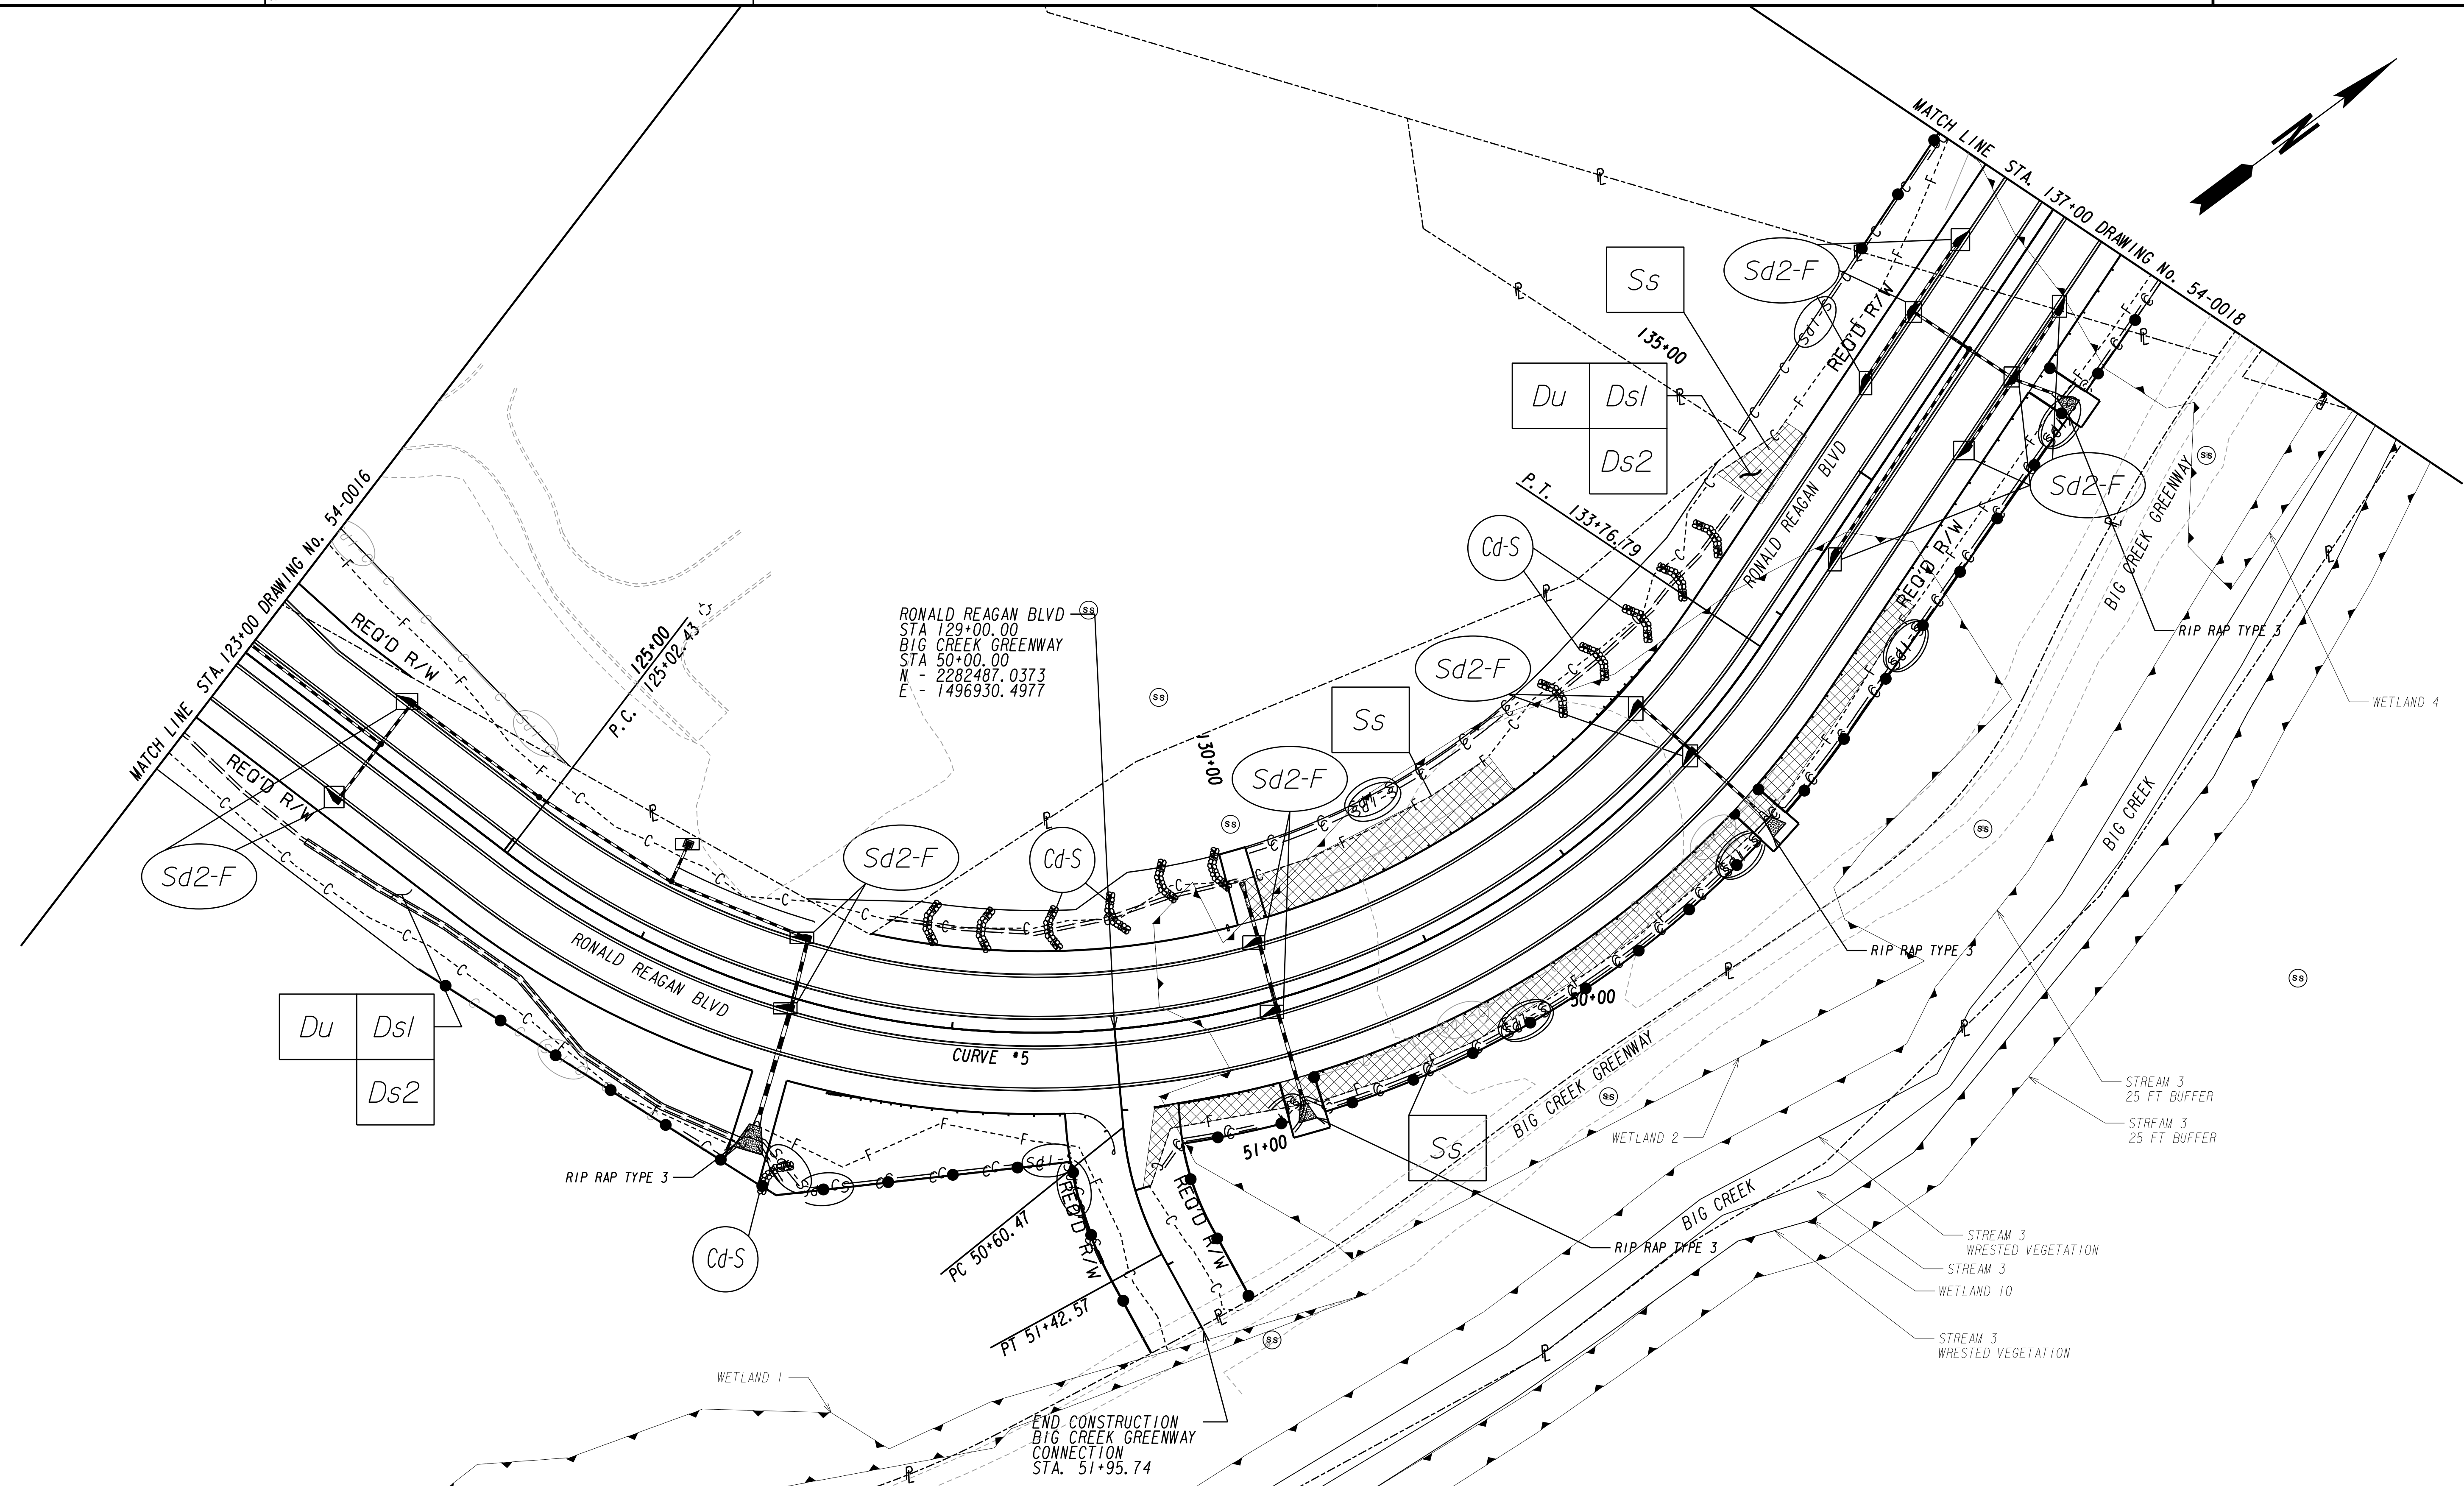 MATCH LINE STA. 137+00 DRAWING No. 54-0018
N
Ss
Sd2-F
Sd1-S
135+00
REQ'D R/W
Du
Ds1
Ds2
RONALD REAGAN BLVD
P.T.
133+76.79
Cd-S
Sd2-F
BIG CREEK GREENWAY
REQ'D R/W
RIP RAP TYPE 3
WETLAND 4
MATCH LINE STA. 123+00 DRAWING No. 54-0016
REQ'D R/W
REQ'D R/W
125+00
P.C. 125+02.43
RONALD REAGAN BLVD
STA 129+00.00
BIG CREEK GREENWAY
STA 50+00.00
N - 2282487.0373
E - 1496930.4977
130+00
Sd2-F
Ss
Sd2-F
Sd2-F
Cd-S
Sd2-F
RONALD REAGAN BLVD
CURVE #5
Du
Ds1
Ds2
RIP RAP TYPE 3
Cd-S
PC 50+60.47
PT 51+42.57
REQ'D R/W
REQ'D R/W
51+00
50+00
Ss
BIG CREEK GREENWAY
RIP RAP TYPE 3
RIP RAP TYPE 3
WETLAND 2
BIG CREEK
BIG CREEK
STREAM 3
25 FT BUFFER
STREAM 3
25 FT BUFFER
STREAM 3
WRESTED VEGETATION
STREAM 3
WETLAND 10
STREAM 3
WRESTED VEGETATION
WETLAND 1
END CONSTRUCTION
BIG CREEK GREENWAY
CONNECTION
STA. 51+95.74